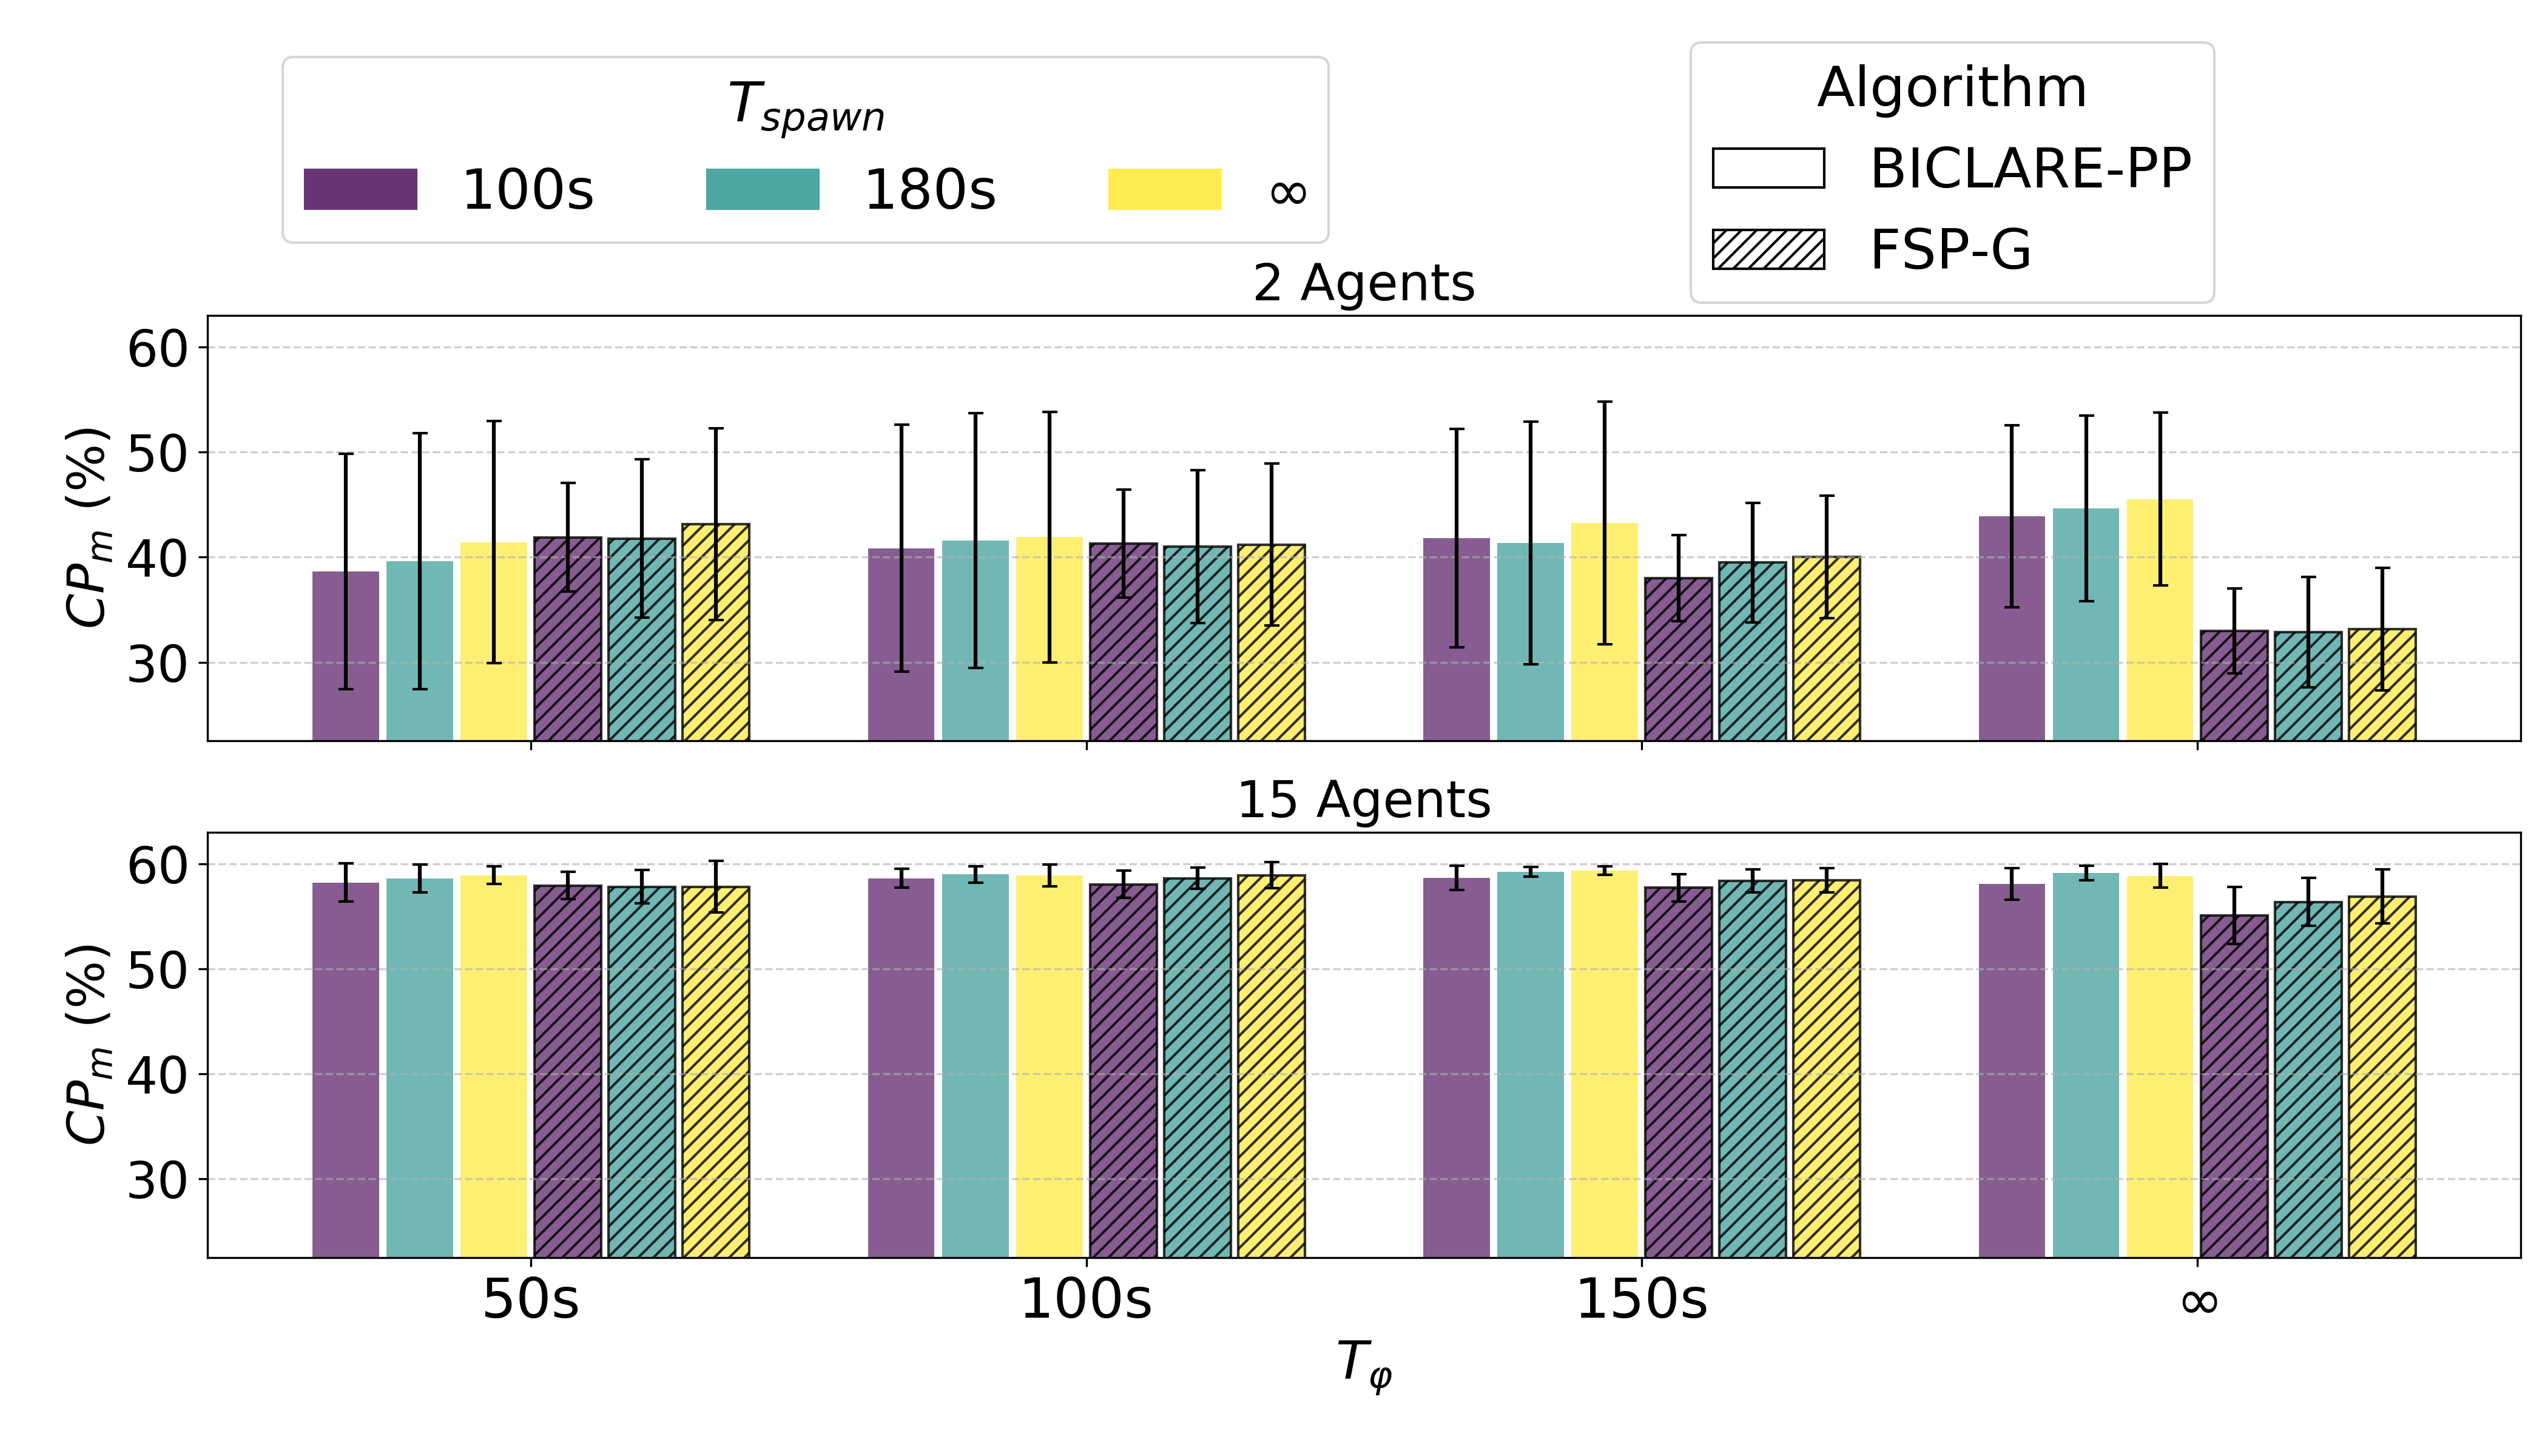 T_spawn
100s 180s ∞
Algorithm
BICLARE-PP
FSP-G
2 Agents
CP_m (%)
60
50
40
30
15 Agents
CP_m (%)
60
50
40
30
50s 100s 150s ∞
T_φ